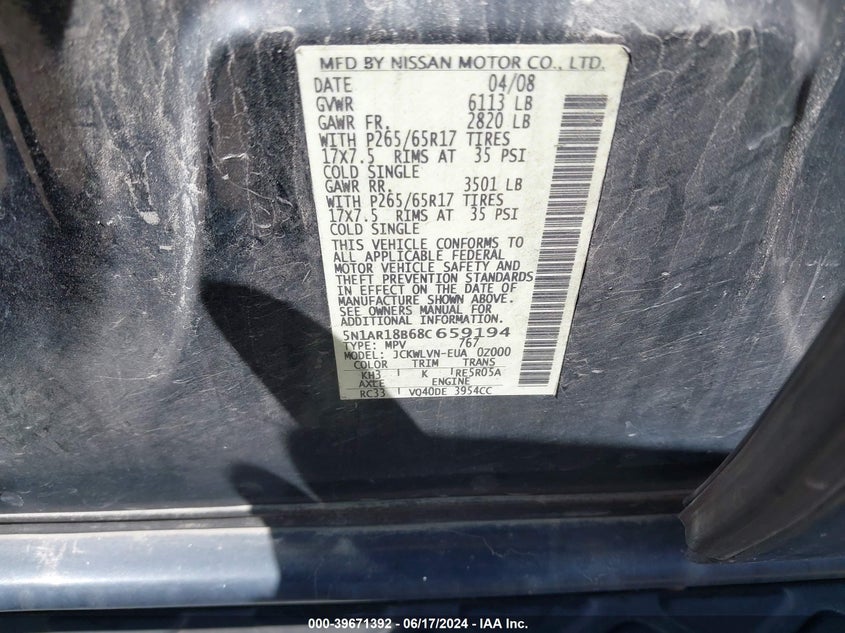 MFD BY NISSAN MOTOR CO., LTD.
DATE 04/08
GVWR 6113 LB
GAWR FR. 2820 LB
WITH P265/65R17 TIRES
17X7.5 RIMS AT 35 PSI
COLD SINGLE
GAWR RR. 3501 LB
WITH P265/65R17 TIRES
17X7.5 RIMS AT 35 PSI
COLD SINGLE
THIS VEHICLE CONFORMS TO
ALL APPLICABLE FEDERAL
MOTOR VEHICLE SAFETY AND
THEFT PREVENTION STANDARDS
IN EFFECT ON THE DATE OF
MANUFACTURE SHOWN ABOVE.
SEE OWNERS MANUAL FOR
ADDITIONAL INFORMATION.
5N1AR18B68C659194
TYPE: MPV 767
MODEL: JCKWLVN-EUA 0Z000
COLOR TRIM TRANS
KH3 K RE5R05A
AXLE ENGINE
RC33 VQ40DE 3954CC
000-39671392 - 06/17/2024 - IAA Inc.